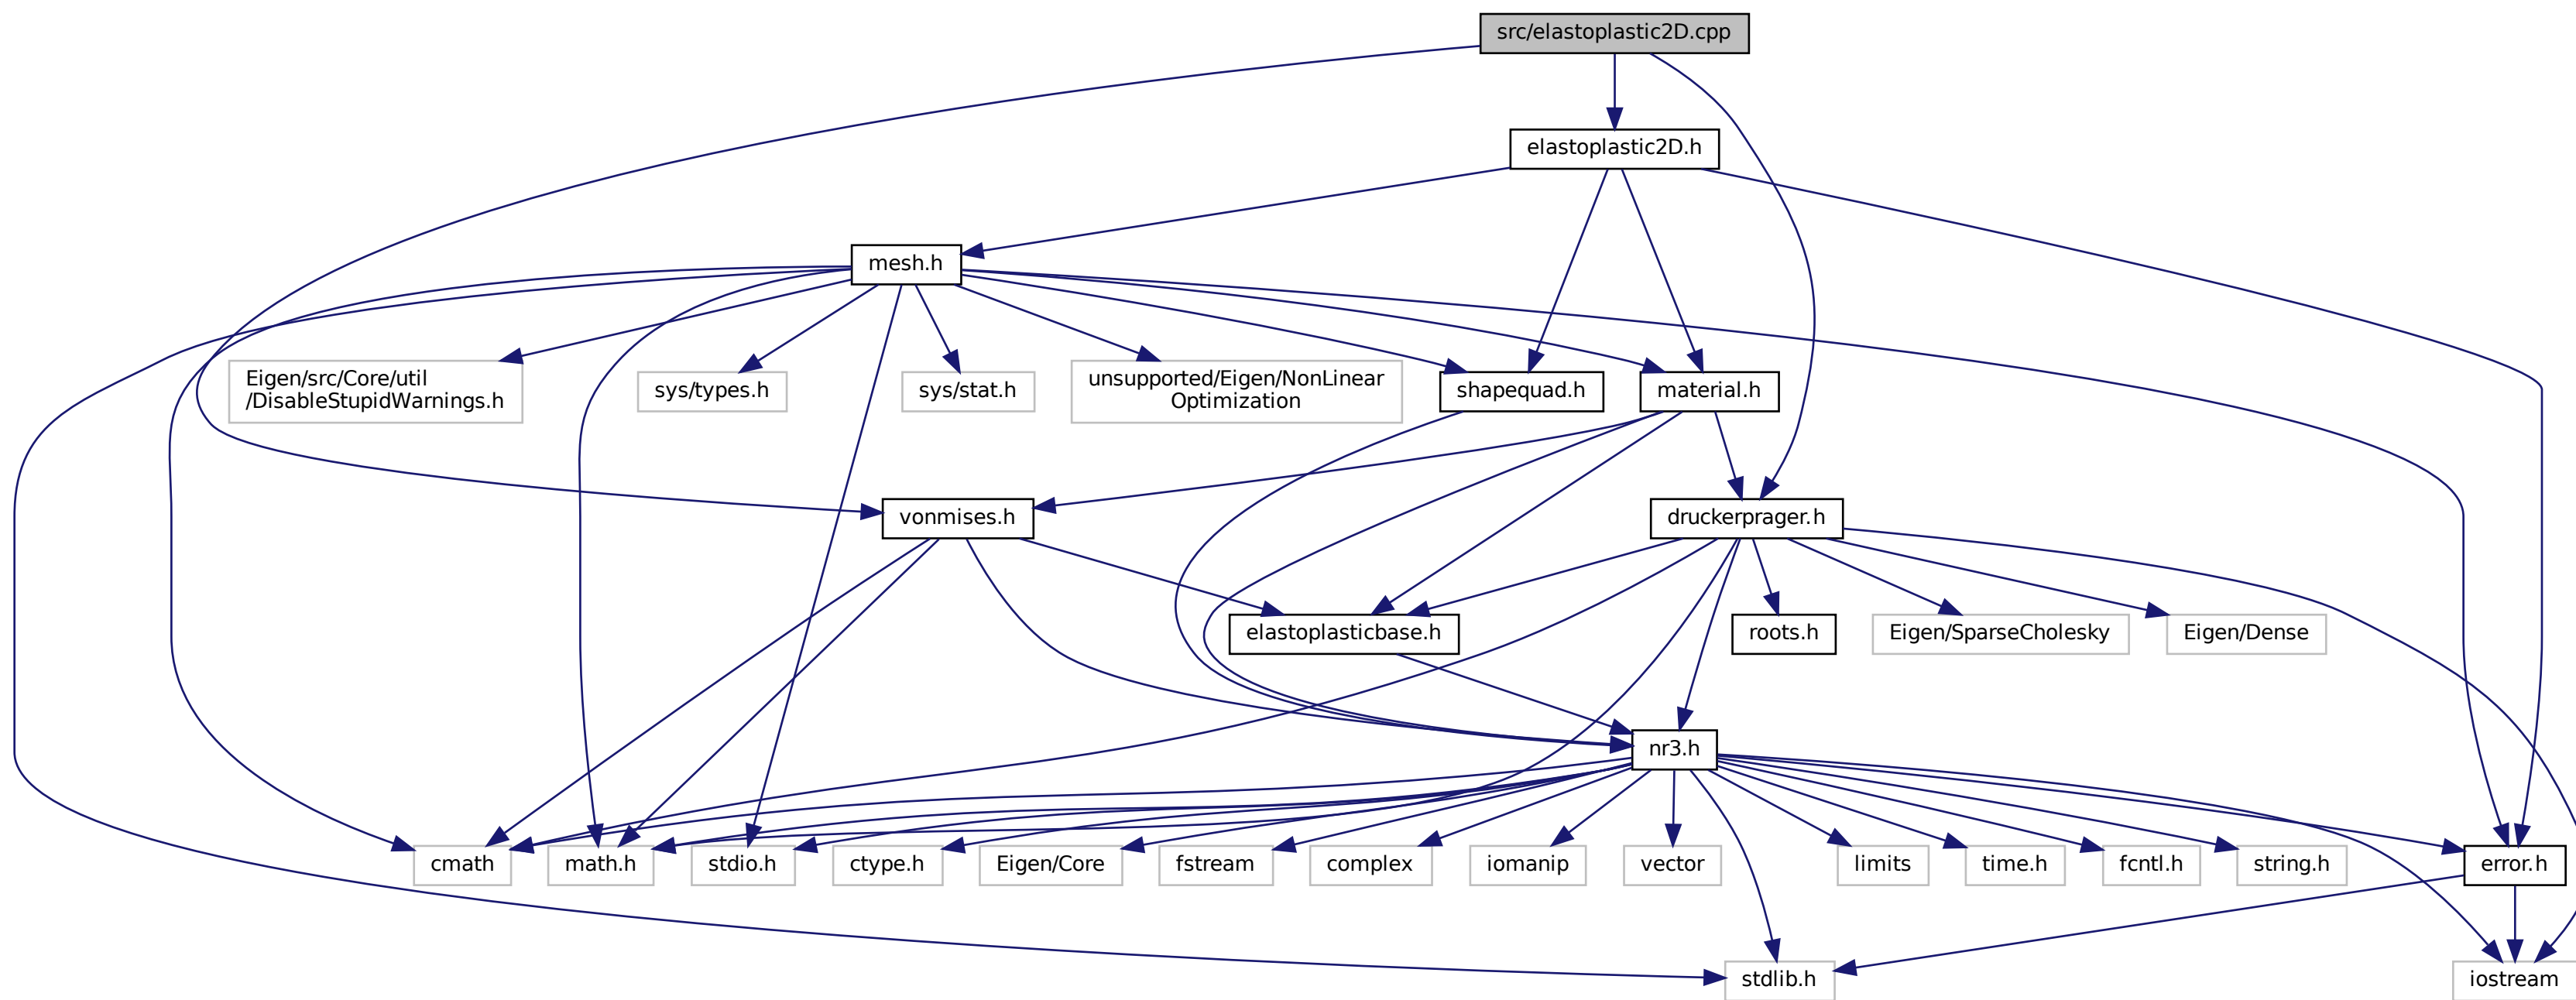 src/elastoplastic2D.cpp
elastoplastic2D.h
mesh.h
Eigen/src/Core/util
/DisableStupidWarnings.h
sys/types.h
sys/stat.h
unsupported/Eigen/NonLinear
Optimization
shapequad.h
material.h
vonmises.h
druckerprager.h
elastoplasticbase.h
roots.h
Eigen/SparseCholesky
Eigen/Dense
nr3.h
cmath
math.h
stdio.h
ctype.h
Eigen/Core
fstream
complex
iomanip
vector
limits
time.h
fcntl.h
string.h
error.h
stdlib.h
iostream